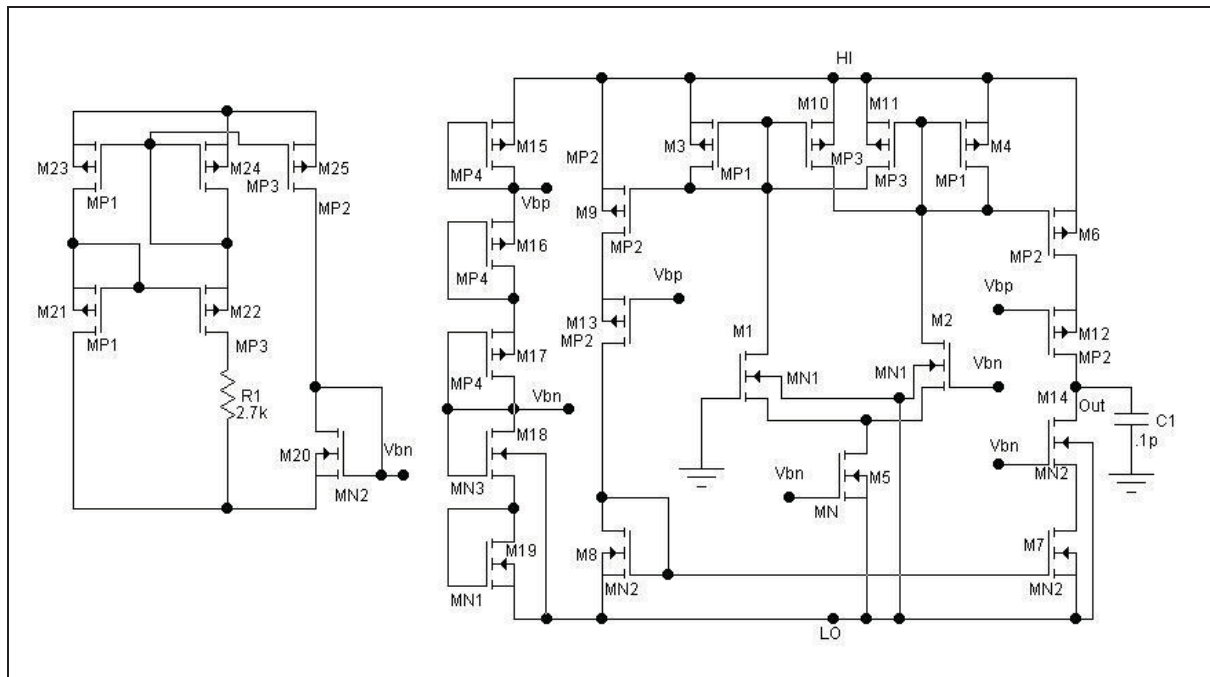 HI
M10
M11
M23
M24
M25
M15
M3
M4
MP3
MP2
MP3
MP1
MP4
MP1
MP3
MP1
MP2
Vbp
M9
M6
M16
MP2
MP2
M21
M22
MP4
Vbp
Vbp
M13
M1
M2
M12
MP1
MP3
M17
MP2
MP2
R1
2.7k
MP4
MN1
MN1
Vbn
M14
Vbn
Out
C1
M18
.1p
M20
Vbn
Vbn
M5
Vbn
MN2
MN2
MN3
MN
M19
M8
M7
MN1
MN2
MN2
LO